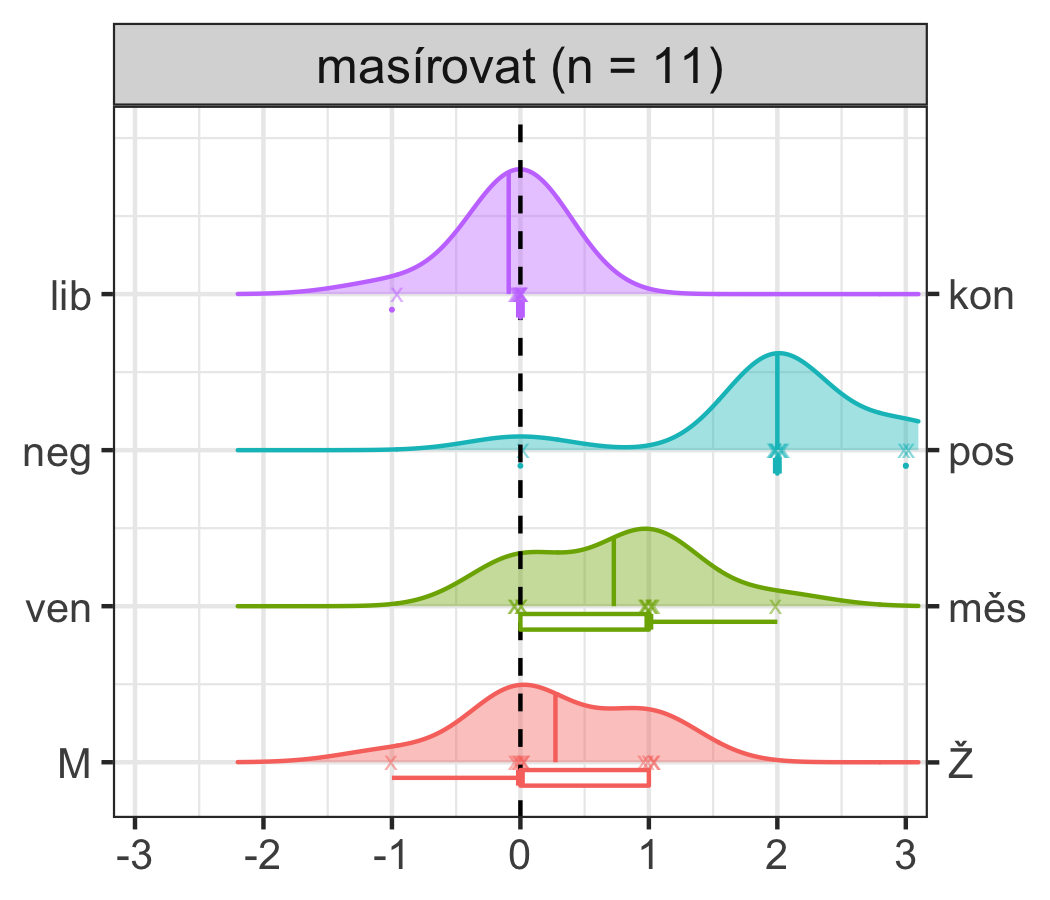 masírovat (n = 11)
lib kon
neg pos
ven měs
M Ž
-3 -2 -1 0 1 2 3